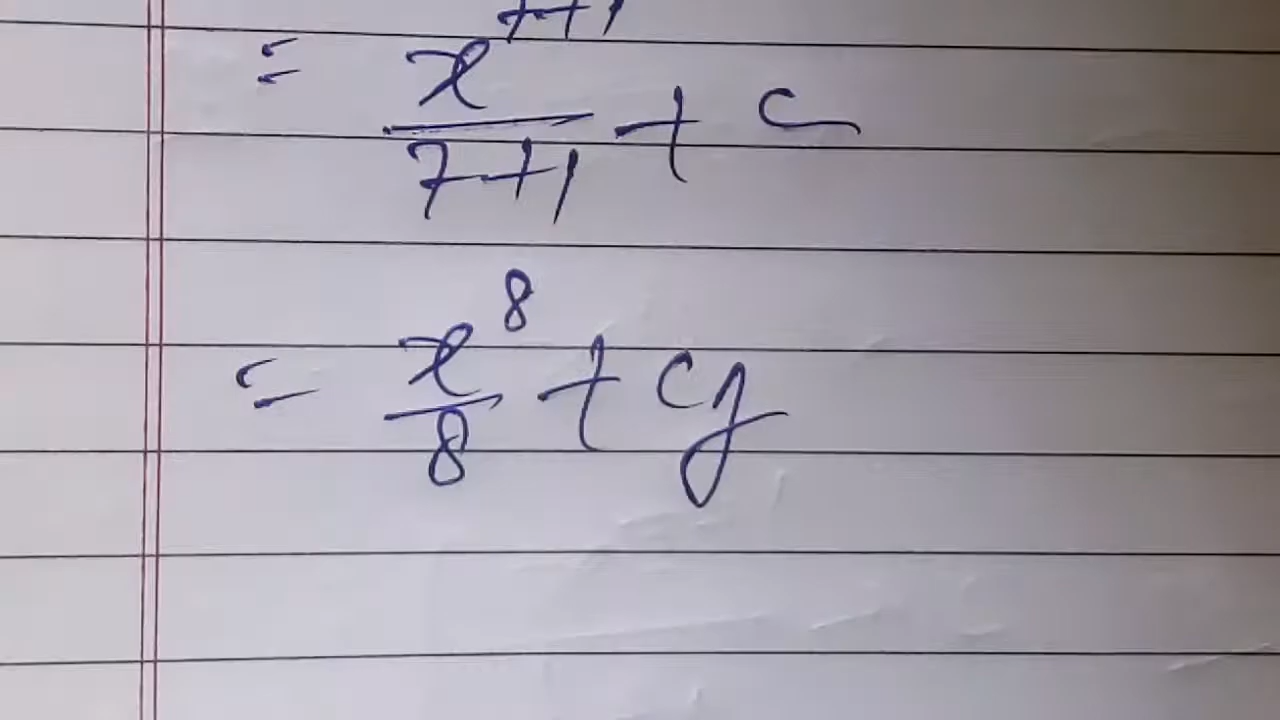 = x^(7+1)/(7+1) + c
= x^8/8 + c